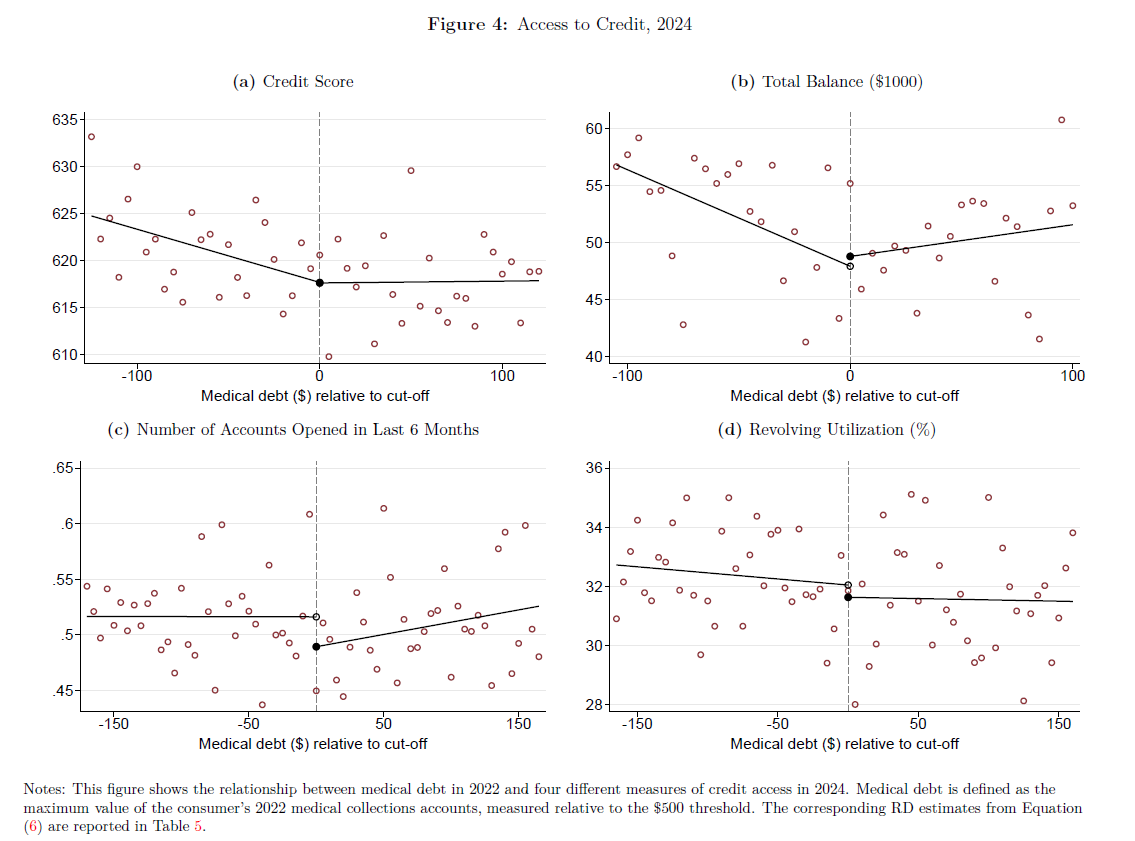 Figure 4: Access to Credit, 2024
(a) Credit Score
635
630
625
620
615
610
-100
0
100
Medical debt ($) relative to cut-off
(b) Total Balance ($1000)
60
55
50
45
40
-100
0
100
Medical debt ($) relative to cut-off
(c) Number of Accounts Opened in Last 6 Months
.65
.6
.55
.5
.45
-150
-50
50
150
Medical debt ($) relative to cut-off
(d) Revolving Utilization (%)
36
34
32
30
28
-150
-50
50
150
Medical debt ($) relative to cut-off
Notes: This figure shows the relationship between medical debt in 2022 and four different measures of credit access in 2024. Medical debt is defined as the
maximum value of the consumer's 2022 medical collections accounts, measured relative to the $500 threshold. The corresponding RD estimates from Equation
(6) are reported in Table 5.